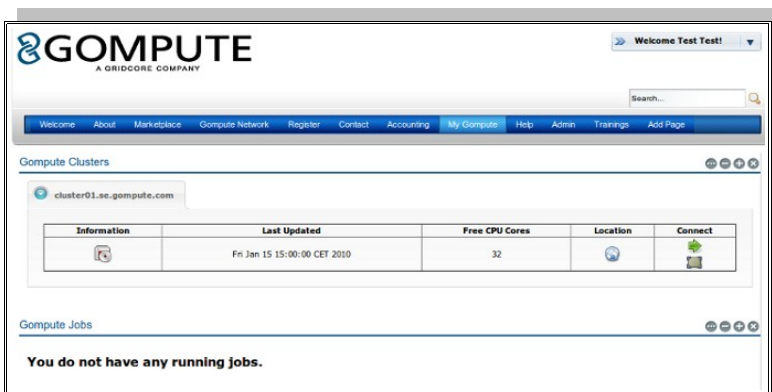 GOMPUTE
A GRIDCORE COMPANY
Welcome Test Test!
Search...
Welcome About Marketplace Gompute Network Register Contact Accounting My Gompute Help Admin Trainings Add Page
Gompute Clusters
cluster01.se.gompute.com
Information Last Updated Free CPU Cores Location Connect
Fri Jan 15 15:00:00 CET 2010 32
Gompute Jobs
You do not have any running jobs.